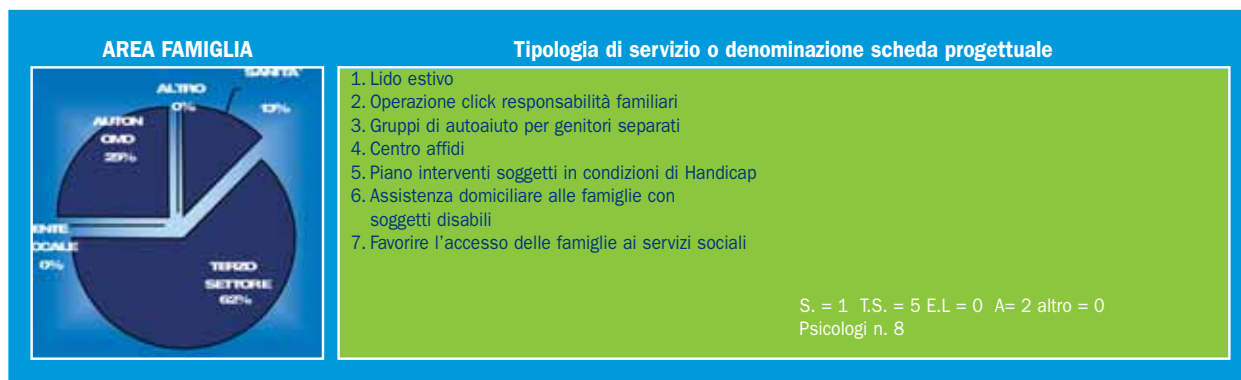 AREA FAMIGLIA
Tipologia di servizio o denominazione scheda progettuale
SANITA'
ALTRO
0%
13%
AUTON
OMO
25%
ENTE
LOCALE
0%
TERZO
SETTORE
62%
1. Lido estivo
2. Operazione click responsabilità familiari
3. Gruppi di autoaiuto per genitori separati
4. Centro affidi
5. Piano interventi soggetti in condizioni di Handicap
6. Assistenza domiciliare alle famiglie con
soggetti disabili
7. Favorire l'accesso delle famiglie ai servizi sociali
S. = 1 T.S. = 5 E.L = 0 A= 2 altro = 0
Psicologi n. 8